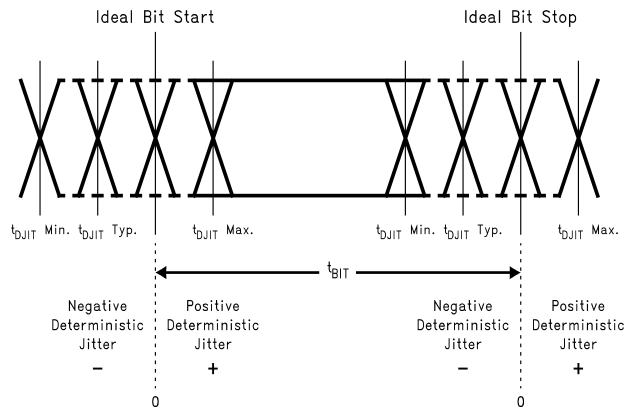 Ideal Bit Start
Ideal Bit Stop
tDJIT Min.
tDJIT Typ.
tDJIT Max.
tDJIT Min.
tDJIT Typ.
tDJIT Max.
tBIT
Negative
Deterministic
Jitter
−
Positive
Deterministic
Jitter
+
Negative
Deterministic
Jitter
−
Positive
Deterministic
Jitter
+
0
0